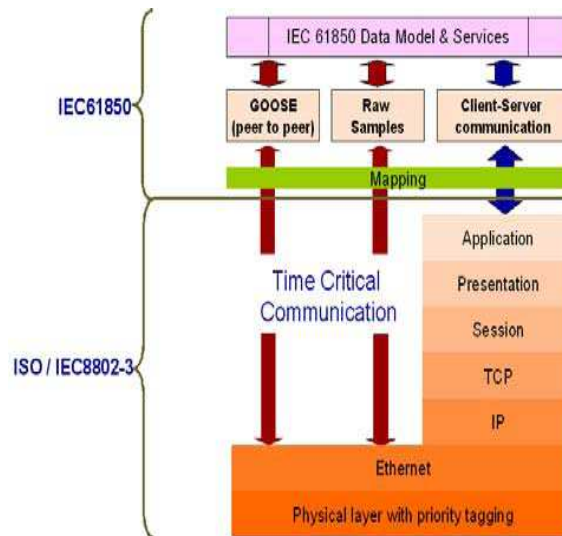 IEC 61850 Data Model & Services
IEC61850
GOOSE
(peer to peer)
Raw
Samples
Client-Server
communication
Mapping
Application
Time Critical
Communication
Presentation
Session
ISO / IEC8802-3
TCP
IP
Ethernet
Physical layer with priority tagging